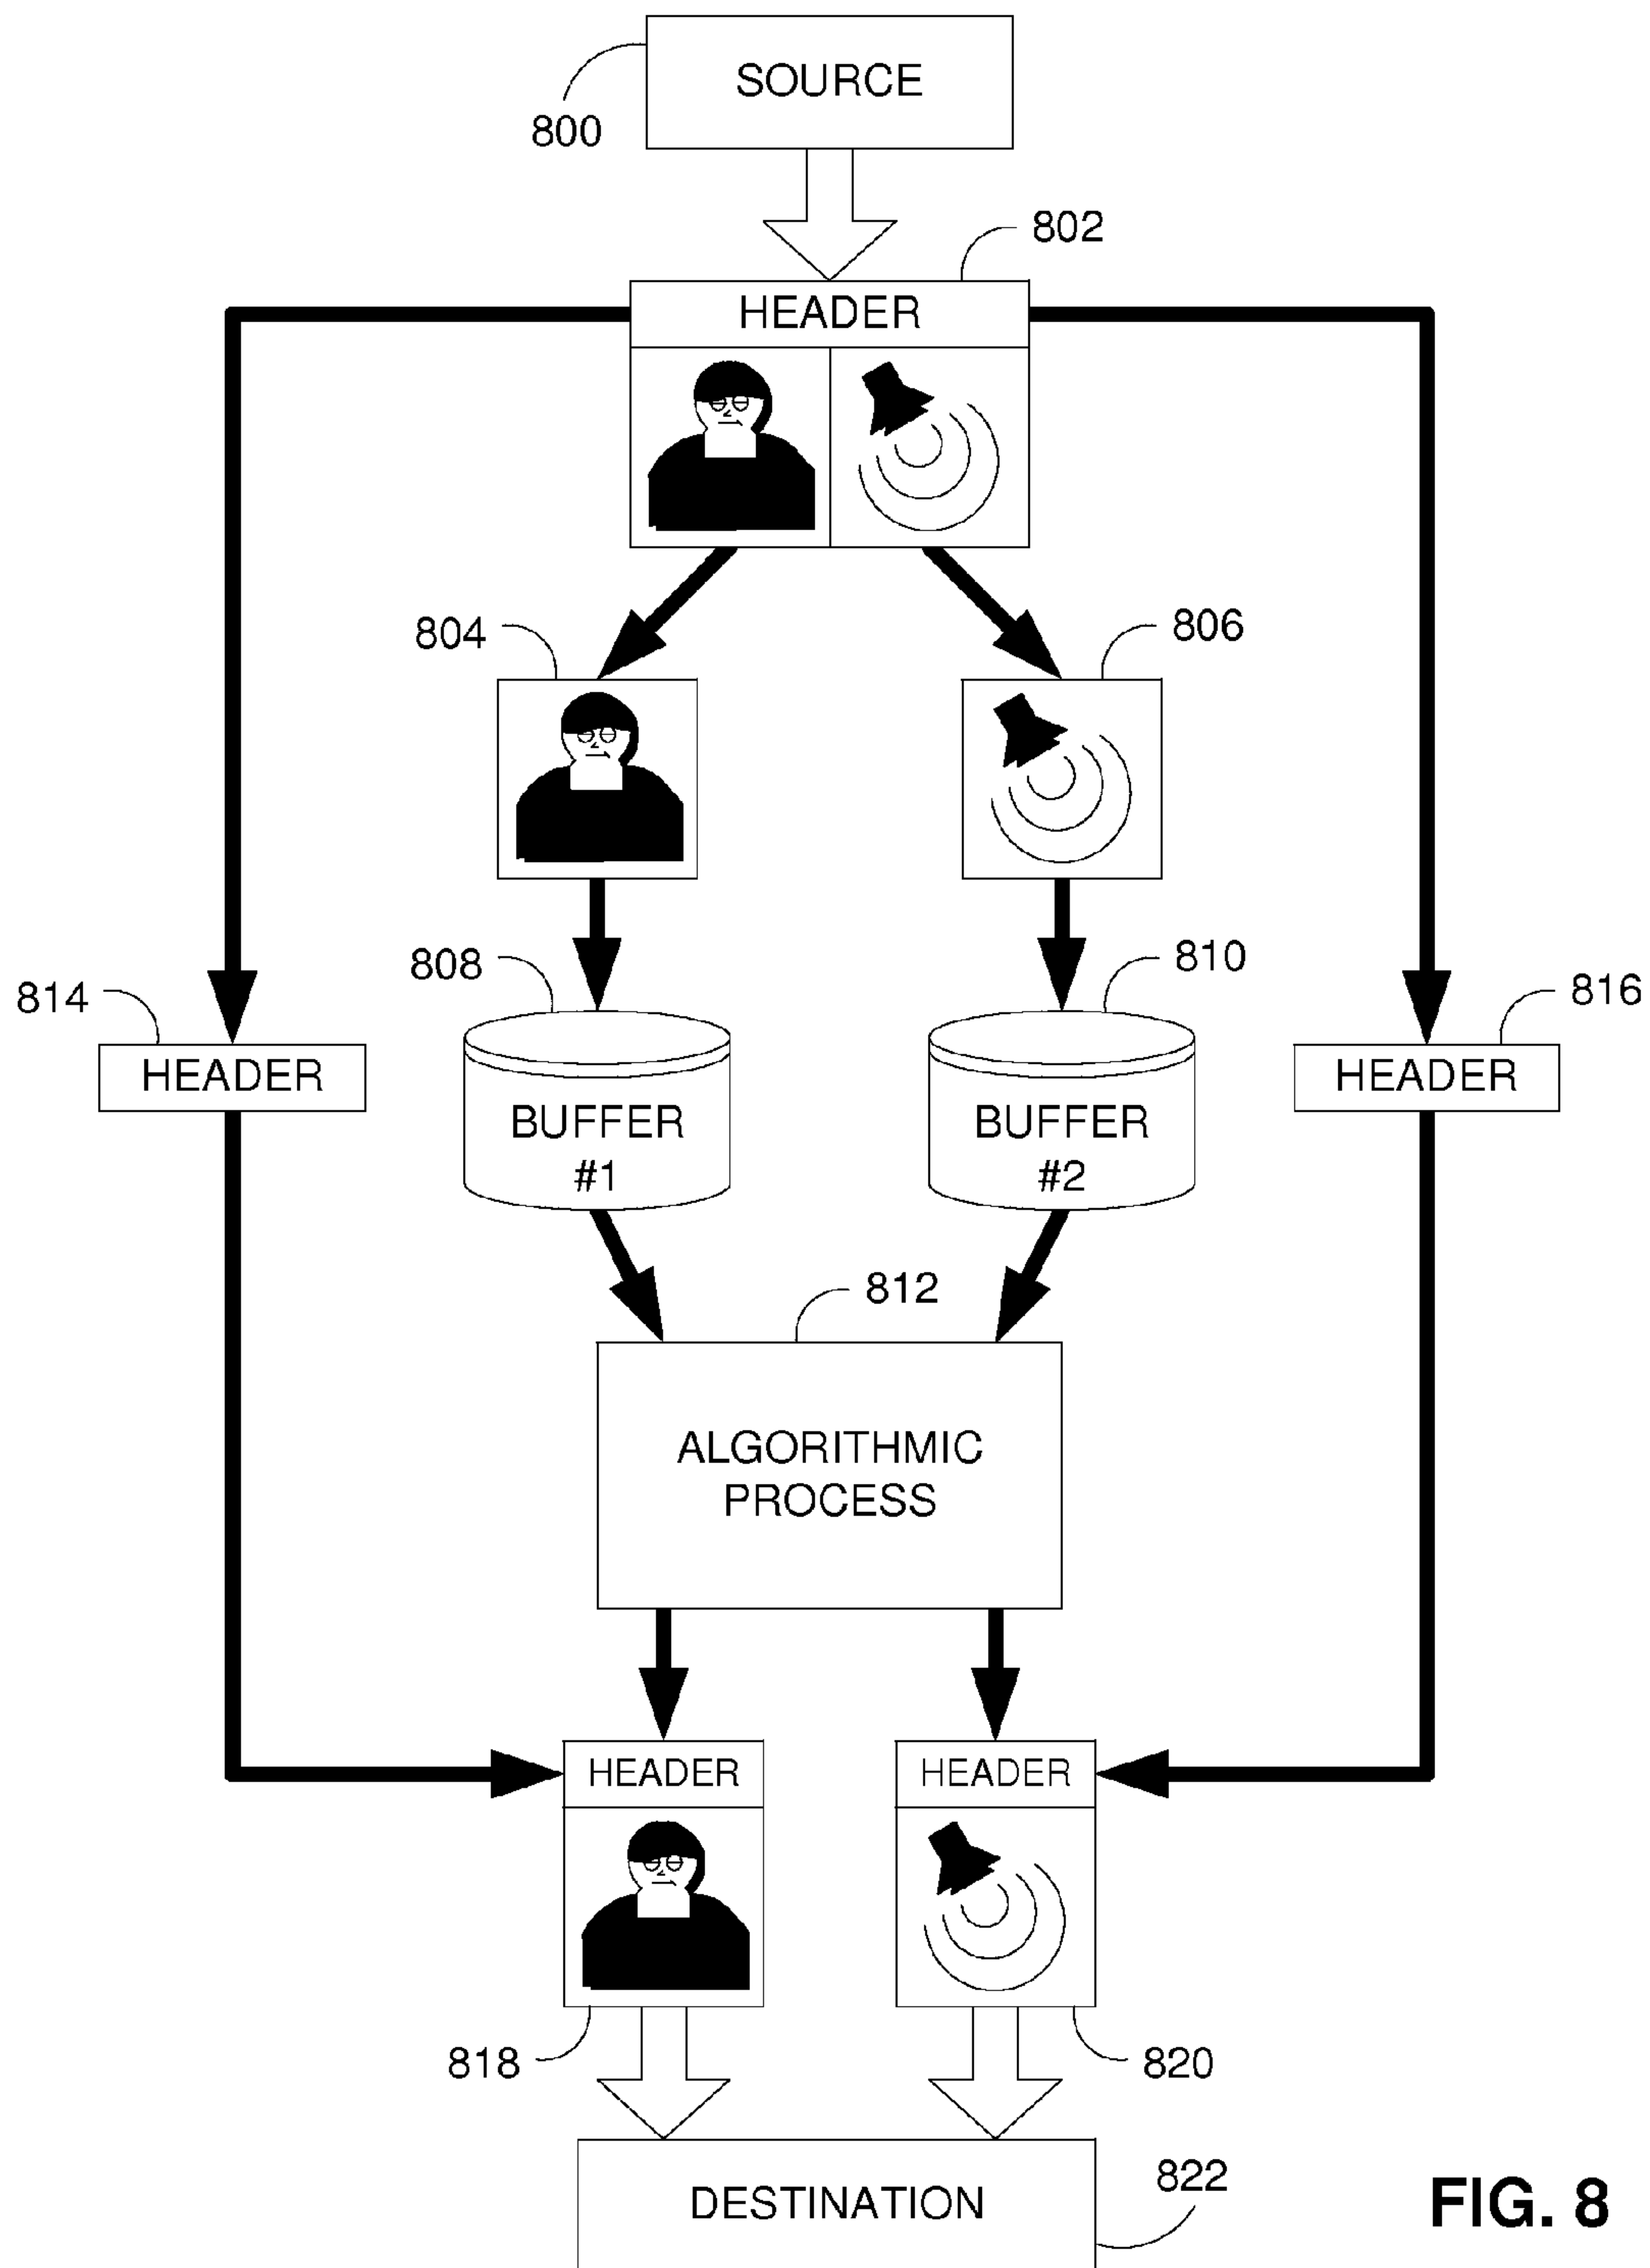 SOURCE
800
802
HEADER
804
806
808
810
814
816
HEADER
HEADER
BUFFER
#1
BUFFER
#2
812
ALGORITHMIC
PROCESS
HEADER
HEADER
818
820
DESTINATION
822
FIG. 8